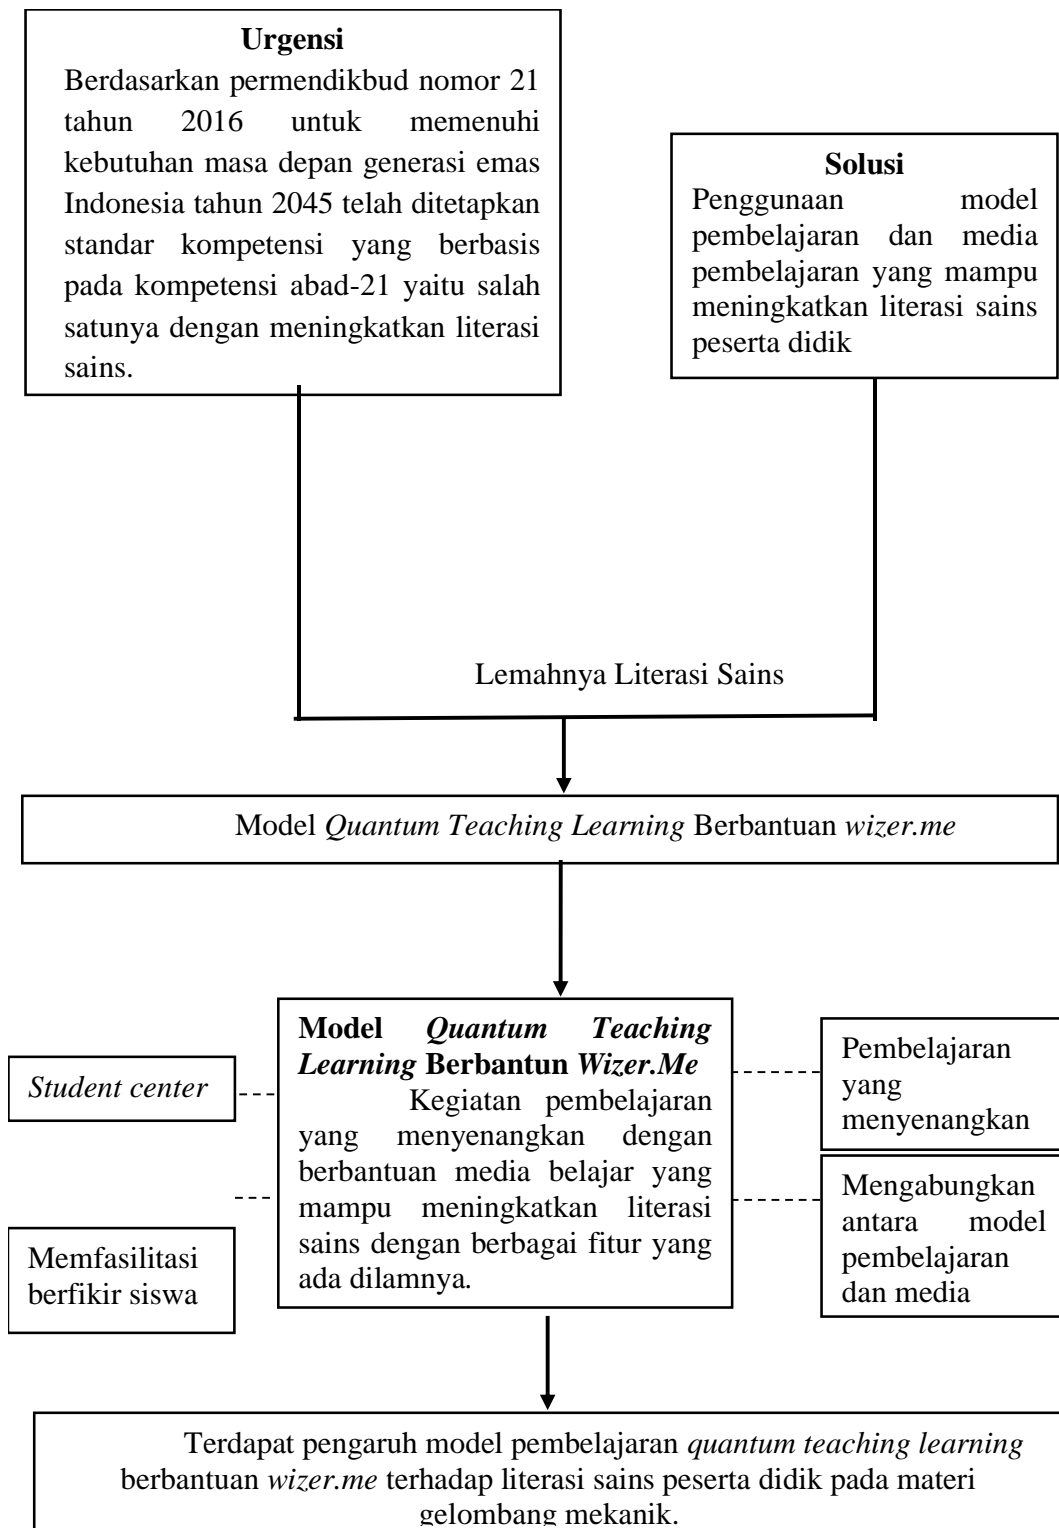 Urgensi
Berdasarkan permendikbud nomor 21
tahun 2016 untuk memenuhi
kebutuhan masa depan generasi emas
Indonesia tahun 2045 telah ditetapkan
standar kompetensi yang berbasis
pada kompetensi abad-21 yaitu salah
satunya dengan meningkatkan literasi
sains.
Solusi
Penggunaan model
pembelajaran dan media
pembelajaran yang mampu
meningkatkan literasi sains
peserta didik
Lemahnya Literasi Sains
Model Quantum Teaching Learning Berbantuan wizer.me
Student center
Memfasilitasi
berfikir siswa
Model Quantum Teaching
Learning Berbantun Wizer.Me
Kegiatan pembelajaran
yang menyenangkan dengan
berbantuan media belajar yang
mampu meningkatkan literasi
sains dengan berbagai fitur yang
ada dilamnya.
Pembelajaran
yang
menyenangkan
Mengabungkan
antara model
pembelajaran
dan media
Terdapat pengaruh model pembelajaran quantum teaching learning
berbantuan wizer.me terhadap literasi sains peserta didik pada materi
gelombang mekanik.